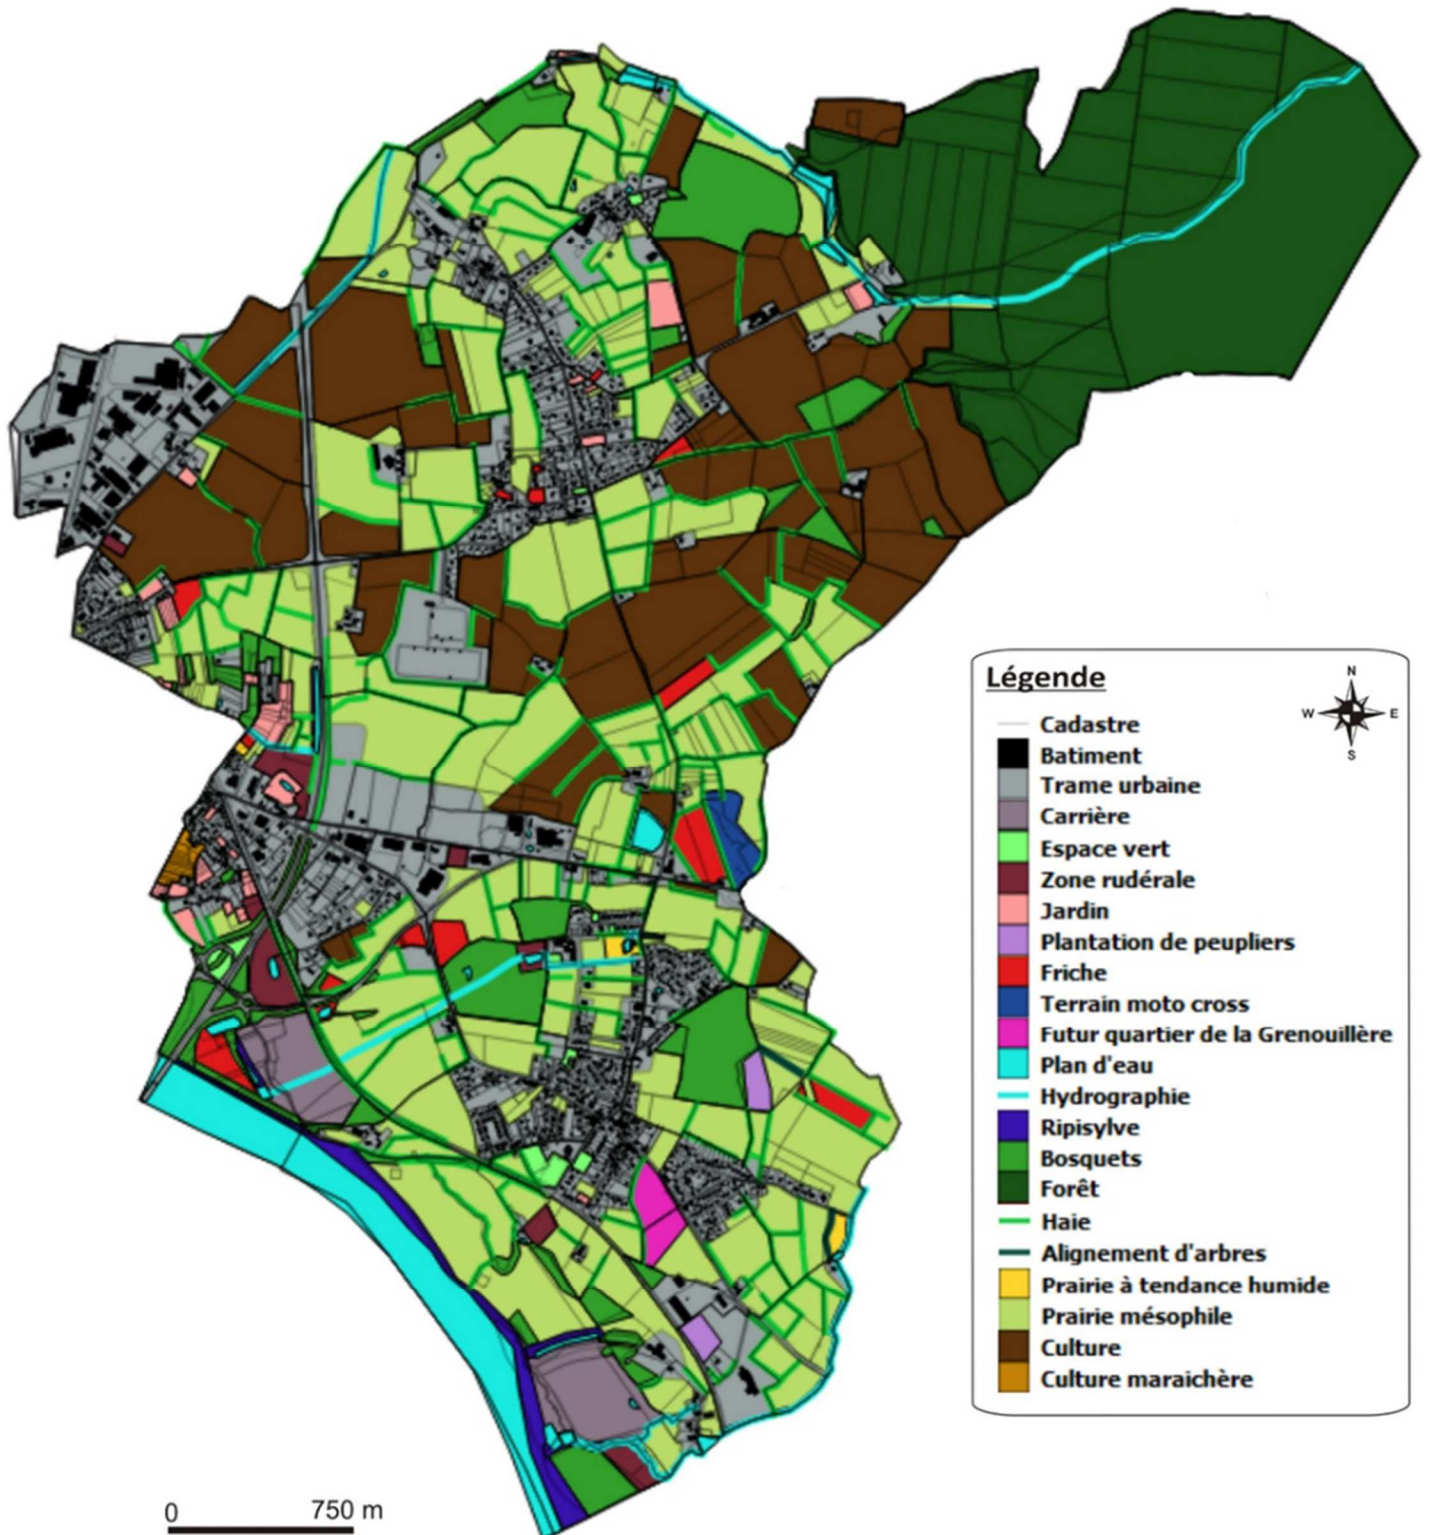 Légende
N
W E
S
Cadastre
Batiment
Trame urbaine
Carrière
Espace vert
Zone rudérale
Jardin
Plantation de peupliers
Friche
Terrain moto cross
Futur quartier de la Grenouillère
Plan d'eau
Hydrographie
Ripisylve
Bosquets
Forêt
Haie
Alignement d'arbres
Prairie à tendance humide
Prairie mésophile
Culture
Culture maraichère
0 750 m